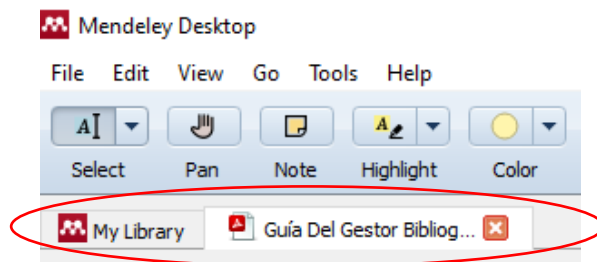 Mendeley Desktop
File Edit View Go Tools Help
Select Pan Note Highlight Color
My Library Guía Del Gestor Bibliog...